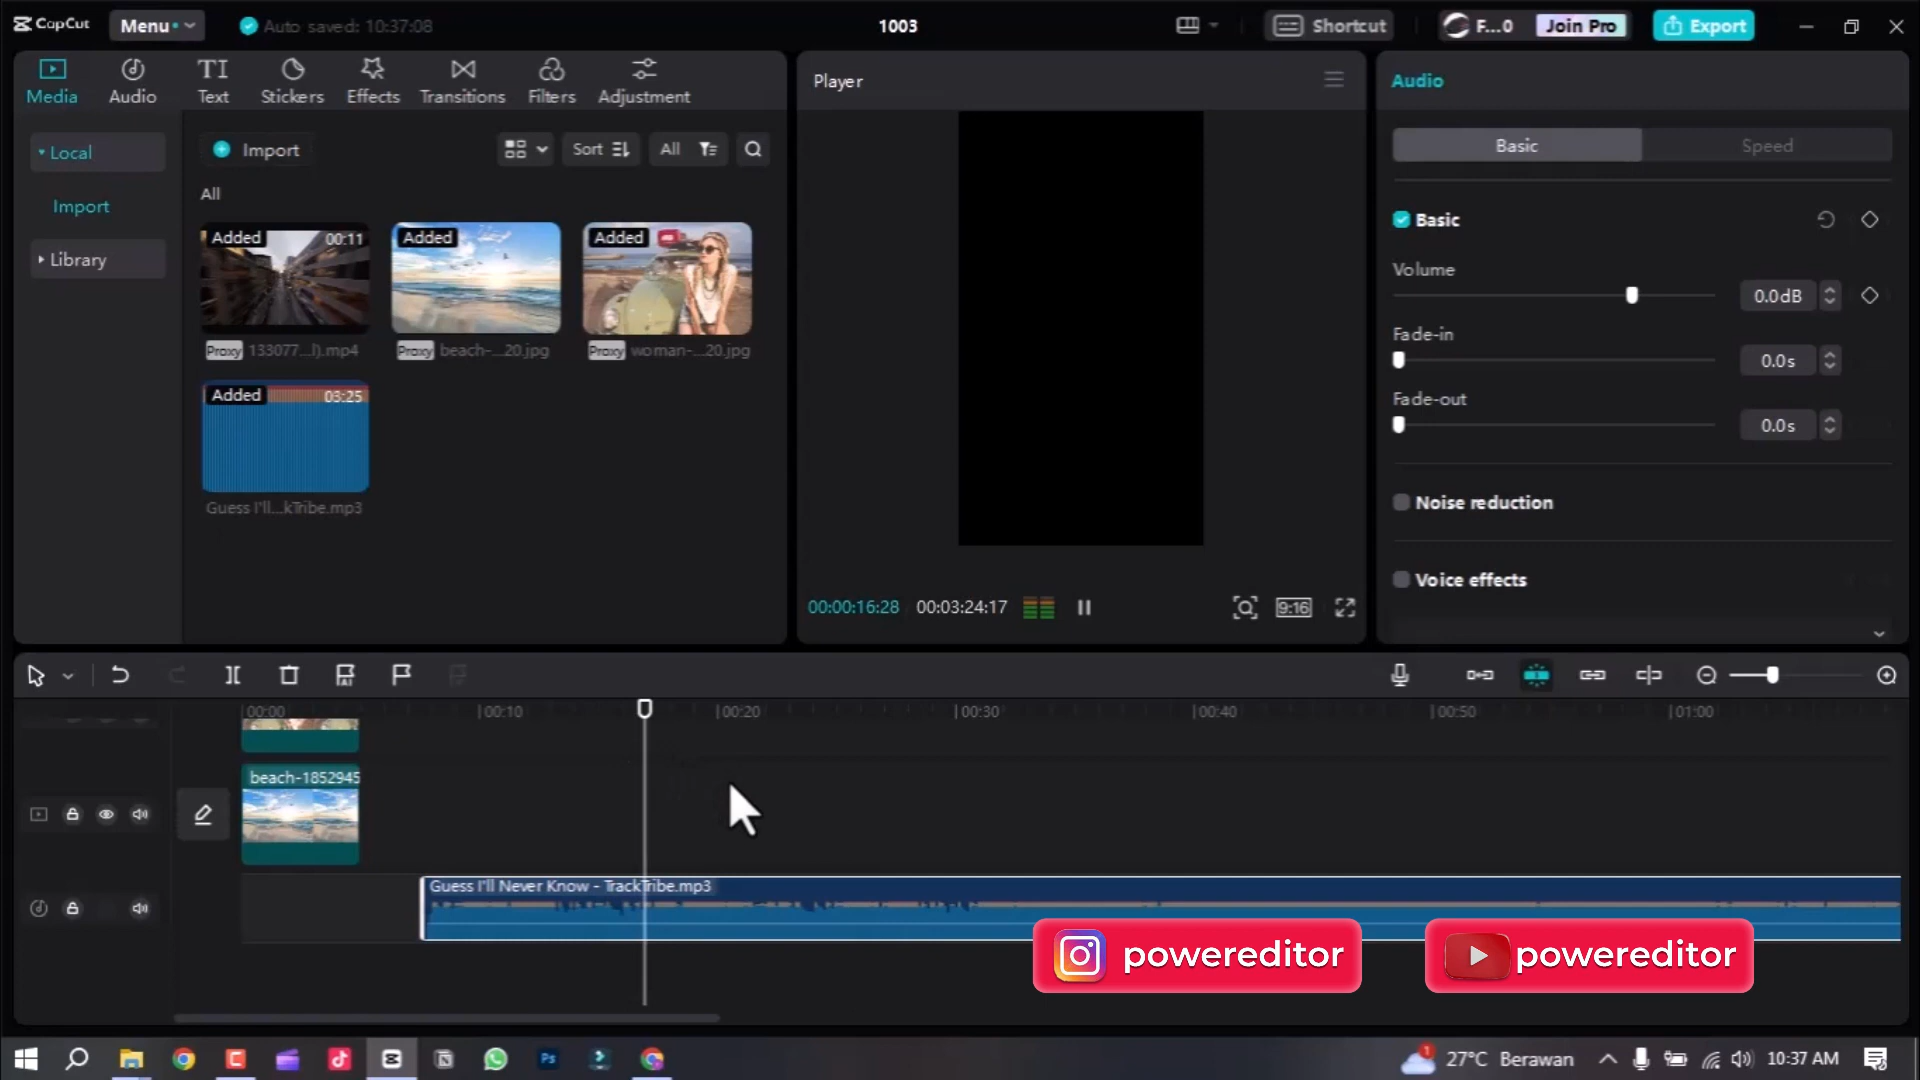 CapCut
Menu
Auto saved: 10:37:08
1003
Shortcut
F...0
Join Pro
Export
Media
Audio
Text
Stickers
Effects
Transitions
Filters
Adjustment
Local
Import
Library
Import
Sort
All
All
Added 00:11
Added
Added
Proxy 133077...l).mp4
Proxy beach-...20.jpg
Proxy woman-...20.jpg
Added 03:25
Guess I'll...kTribe.mp3
Player
00:00:16:28 00:03:24:17
9:16
Audio
Basic
Speed
Basic
Volume
0.0dB
Fade-in
0.0s
Fade-out
0.0s
Noise reduction
Voice effects
AI
00:00 00:10 00:20 00:30 00:40 00:50 01:00
beach-1852945
Guess I'll Never Know - TrackTribe.mp3
powereditor
powereditor
Ps
1
27°C Berawan
10:37 AM